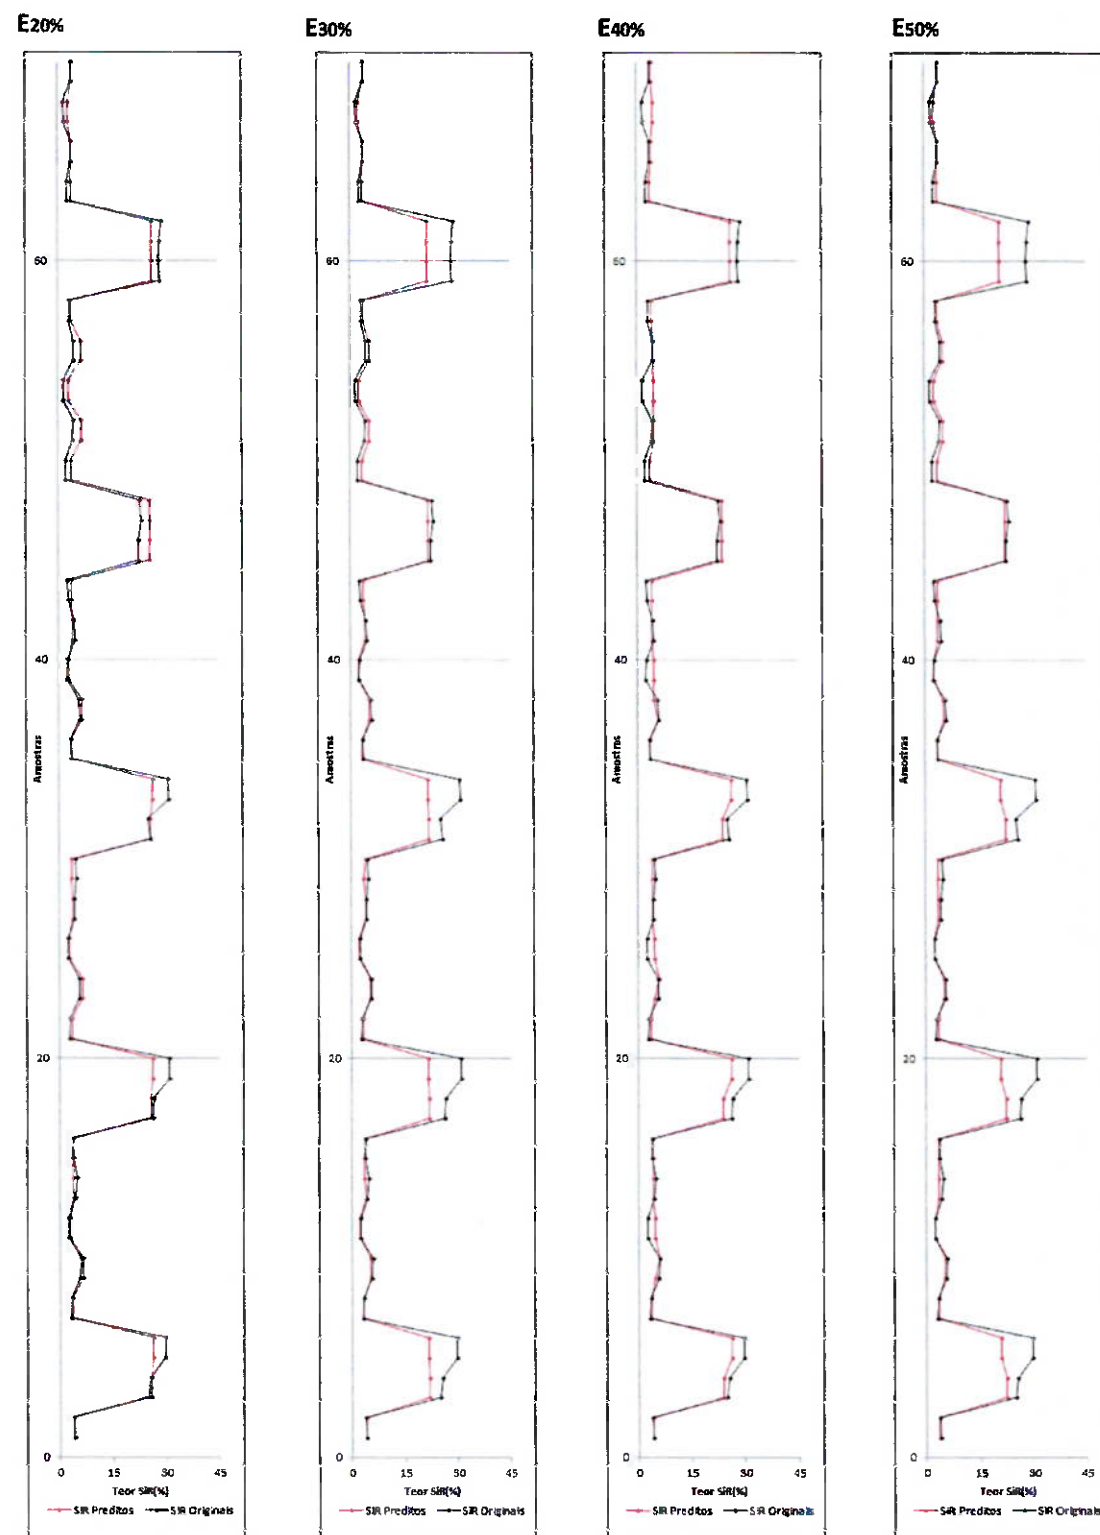 E20%
E30%
E40%
E50%
60
60
60
60
40
40
40
40
Amostras
Amostras
Amostras
Amostras
20
20
20
20
0
0
0
0
0 15 30 45
0 15 30 45
0 15 30 45
0 15 30 45
Teor SiR(%)
Teor SiR(%)
Teor SiR(%)
Teor SiR(%)
SiR Preditos SiR Originais
SiR Preditos SiR Originais
SiR Preditos SiR Originais
SiR Preditos SiR Originais